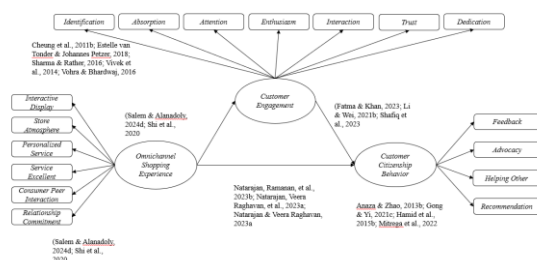 Identification
Absorption
Attention
Enthusiasm
Interaction
Trust
Dedication
Cheung et al., 2011b; Estelle van
Tonder & Johannes Petzer, 2018;
Sharma & Rather, 2016; Vivek
et al., 2014; Vohra & Bhardwaj, 2016
Customer
Engagement
Interactive
Display
Store
Atmosphere
Personalized
Service
Service
Excellent
Consumer Peer
Interaction
Relationship
Commitment
(Salem & Alanadoly,
2024d; Shi et al.,
2020
(Fatma & Khan, 2023; Li
& Wei, 2021b; Shafiq et
al., 2023
Omnichannel
Shopping
Experience
Customer
Citizenship
Behavior
Feedback
Advocacy
Helping Other
Recommendation
Natarajan, Ramanan, et al.,
2023b; Natarajan, Veera
Raghavan, et al., 2023a;
Natarajan & Veera Raghavan,
2023a
Anaza & Zhao, 2013b; Gong
& Yi, 2021c; Hamid et al.,
2015b; Mitrega et al., 2022
(Salem & Alanadoly,
2024d; Shi et al.,
2020